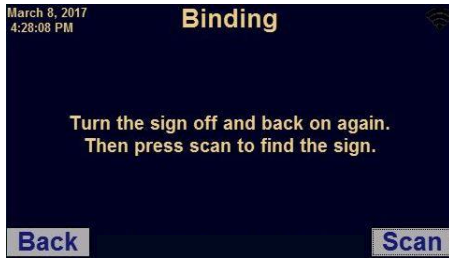 March 8, 2017
4:28:08 PM
Binding
Turn the sign off and back on again.
Then press scan to find the sign.
Back
Scan